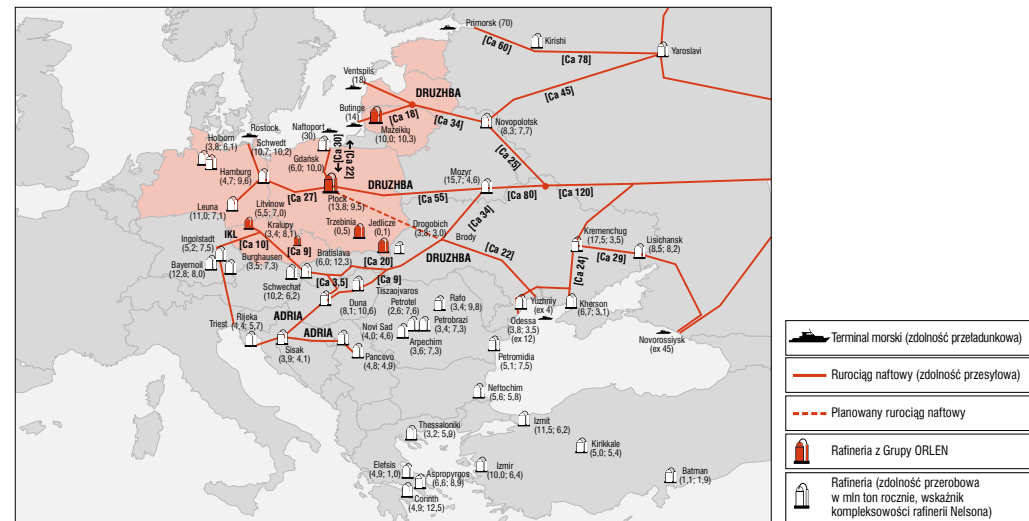 Primorsk (70)
[Ca 60]
Kirishi
[Ca 78]
Yaroslavl
Ventspils
(18)
DRUZHBA
[Ca 45]
Butinge
(14)
[Ca 18]
[Ca 34]
Mazeikiu
(10,0; 10,3)
Novopolotsk
(8,3; 7,7)
[Ca 25]
Rostock
Naftoport
(30)
[Ca 30]
[Ca 22]
Holborn
(3,8; 6,1)
Schwedt
(10,7; 10,2)
Gdańsk
(6,0; 10,0)
Hamburg
(4,7; 9,6)
[Ca 27]
Płock
(13,8; 9,5)
DRUZHBA
[Ca 55]
Mozyr
(15,7; 4,6)
[Ca 80]
[Ca 120]
Leuna
(11,0; 7,1)
Litvinow
(5,5; 7,0)
Kralupy
(3,4; 8,1)
Trzebinia
(0,5)
Jedlicze
(0,1)
Drogobich
(3,8; 3,0)
[Ca 34]
Brody
Kremenchug
(17,5; 3,5)
Lisichansk
(8,5; 8,2)
IKL
[Ca 10]
[Ca 9]
Ingolstadt
(5,2; 7,5)
Bratislava
(6,0; 12,3)
[Ca 20]
DRUZHBA
[Ca 22]
[Ca 24]
[Ca 29]
Bayernoil
(12,8; 8,0)
Burghausen
(3,5; 7,3)
Schwechat
(10,2; 6,2)
[Ca 3,5]
[Ca 9]
Tiszaojvaros
Duna
(8,1; 10,6)
Petrotel
(2,6; 7,6)
Rafo
(3,4; 9,8)
Yuzhniy
(ex 4)
Kherson
(6,7; 3,1)
Odessa
(3,8; 3,5)
(ex 12)
Novorossiysk
(ex 45)
Triest
Rijeka
(4,4; 5,7)
ADRIA
ADRIA
Novi Sad
(4,0; 4,6)
Petrobrazi
(3,4; 7,3)
Arpechim
(3,6; 7,3)
Sisak
(3,9; 4,1)
Pancevo
(4,8; 4,9)
Petromidia
(5,1; 7,5)
Neftochim
(5,6; 5,8)
Thessaloniki
(3,2; 5,9)
Izmit
(11,5; 6,2)
Kirikkale
(5,0; 5,4)
Elefsis
(4,9; 1,0)
Aspropyrgos
(6,6; 8,9)
Corinth
(4,9; 12,5)
Izmir
(10,0; 6,4)
Batman
(1,1; 1,9)
Terminal morski (zdolność przeładunkowa)
Rurociąg naftowy (zdolność przesyłowa)
Planowany rurociąg naftowy
Rafineria z Grupy ORLEN
Rafineria (zdolność przerobowa
w mln ton rocznie, wskaźnik
kompleksowości rafinerii Nelsona)